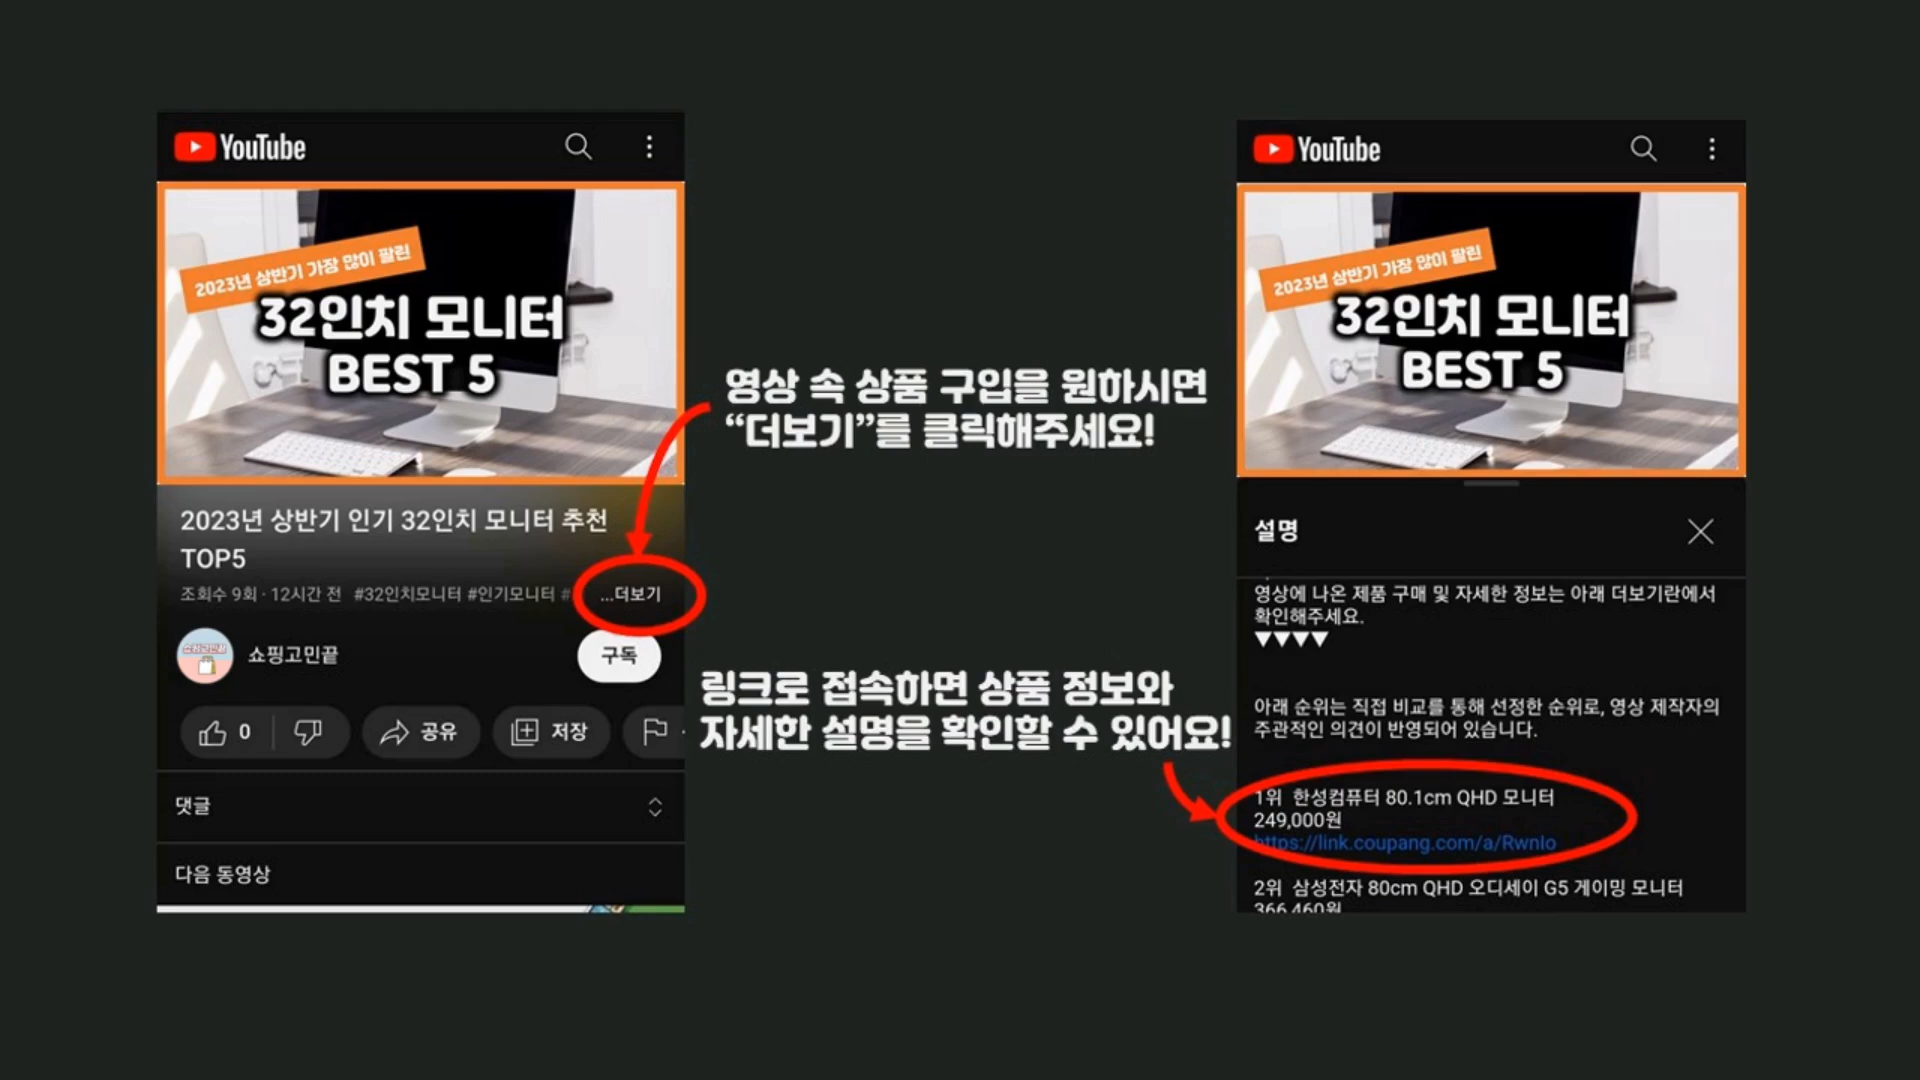 YouTube
2023년 상반기 가장 많이 팔린
32인치 모니터
BEST 5
2023년 상반기 인기 32인치 모니터 추천
TOP5
조회수 9회 · 12시간 전 #32인치모니터 #인기모니터 # ...더보기
쇼핑고민끝
쇼핑고민끝
구독
0
공유
저장
댓글
다음 동영상
영상 속 상품 구입을 원하시면
“더보기”를 클릭해주세요!
링크로 접속하면 상품 정보와
자세한 설명을 확인할 수 있어요!
YouTube
2023년 상반기 가장 많이 팔린
32인치 모니터
BEST 5
설명
영상에 나온 제품 구매 및 자세한 정보는 아래 더보기란에서
확인해주세요.
▼▼▼▼
아래 순위는 직접 비교를 통해 선정한 순위로, 영상 제작자의
주관적인 의견이 반영되어 있습니다.
1위 한성컴퓨터 80.1cm QHD 모니터
249,000원
https://link.coupang.com/a/RwnIo
2위 삼성전자 80cm QHD 오디세이 G5 게이밍 모니터
366,460원